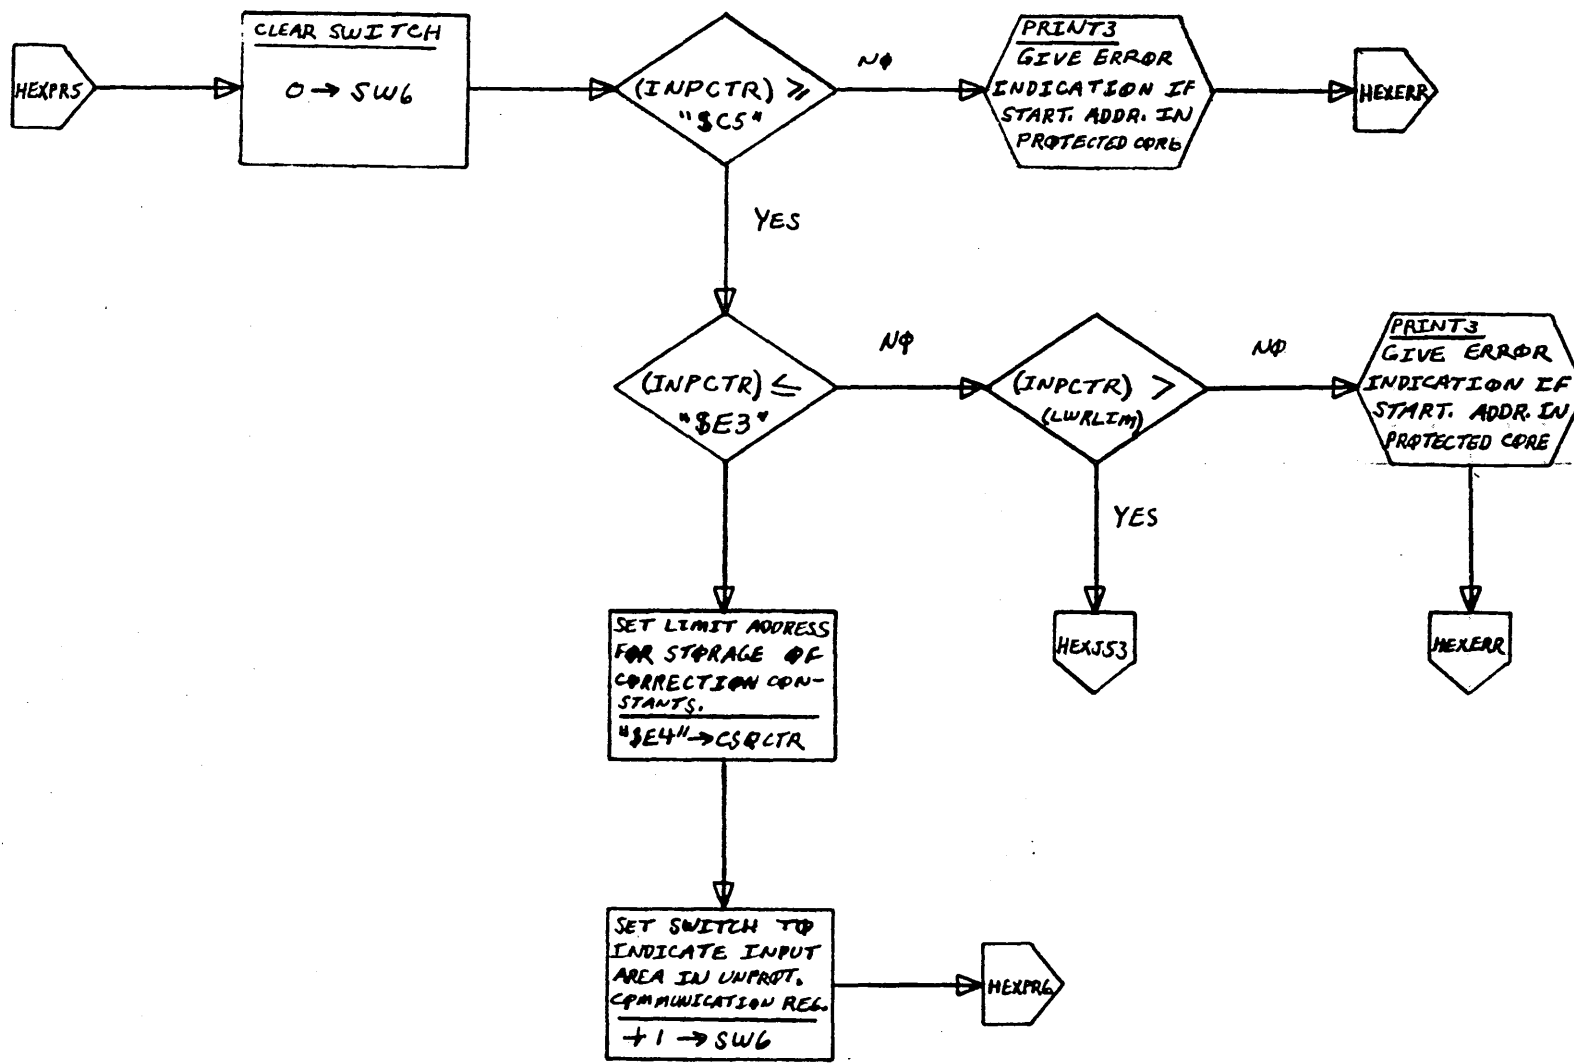 HEXPR5
CLEAR SWITCH
0 → SW6
(INPCTR) ≥
"$C5"
NØ
PRINT3
GIVE ERRØR
INDICATIØN IF
START. ADDR. IN
PRØTECTED CØRE
HEXERR
YES
(INPCTR) ≤
"$E3"
NØ
(INPCTR) >
(LWRLIM)
NØ
PRINT3
GIVE ERRØR
INDICATIØN IF
START. ADDR. IN
PRØTECTED CØRE
YES
HEXJ53
HEXERR
SET LIMIT ADDRESS
FØR STØRAGE ØF
CØRRECTIØN CØN-
STANTS.
"$E4" → CSQCTR
SET SWITCH TØ
INDICATE INPUT
AREA IN UNPRØT.
CØMMUNICATIØN REG.
+1 → SW6
HEXPR6